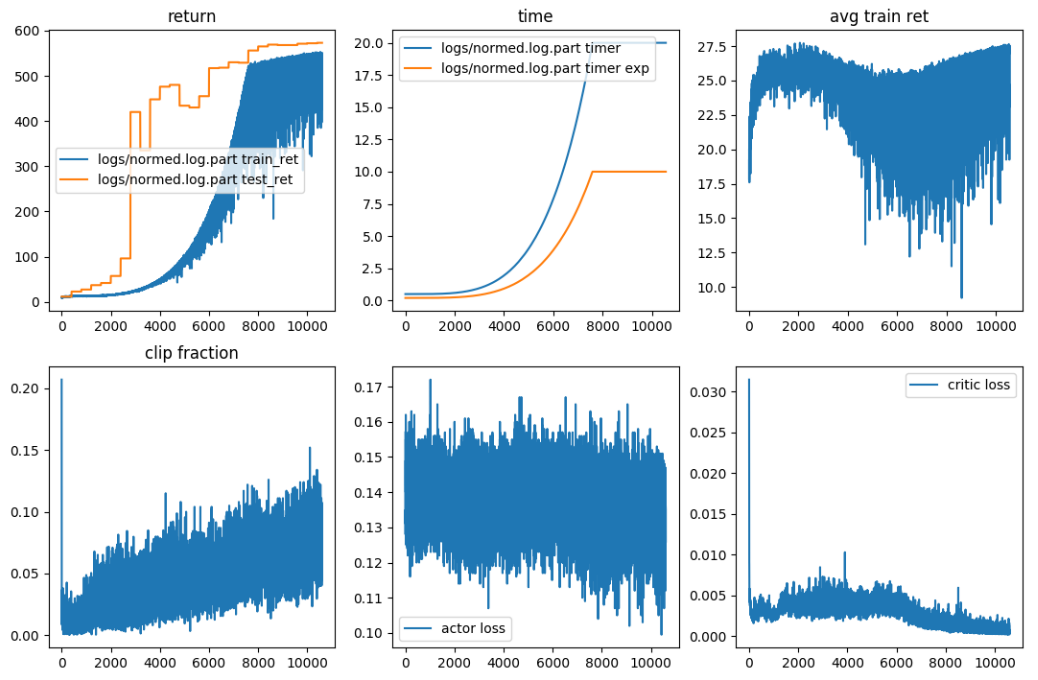 return
600
500
400
300
200
100
0
logs/normed.log.part train_ret
logs/normed.log.part test_ret
0 2000 4000 6000 8000 10000
time
20.0
17.5
15.0
12.5
10.0
7.5
5.0
2.5
0.0
logs/normed.log.part timer
logs/normed.log.part timer exp
0 2000 4000 6000 8000 10000
avg train ret
27.5
25.0
22.5
20.0
17.5
15.0
12.5
10.0
0 2000 4000 6000 8000 10000
clip fraction
0.20
0.15
0.10
0.05
0.00
0 2000 4000 6000 8000 10000
0.17
0.16
0.15
0.14
0.13
0.12
0.11
0.10
actor loss
0 2000 4000 6000 8000 10000
critic loss
0.030
0.025
0.020
0.015
0.010
0.005
0.000
0 2000 4000 6000 8000 10000